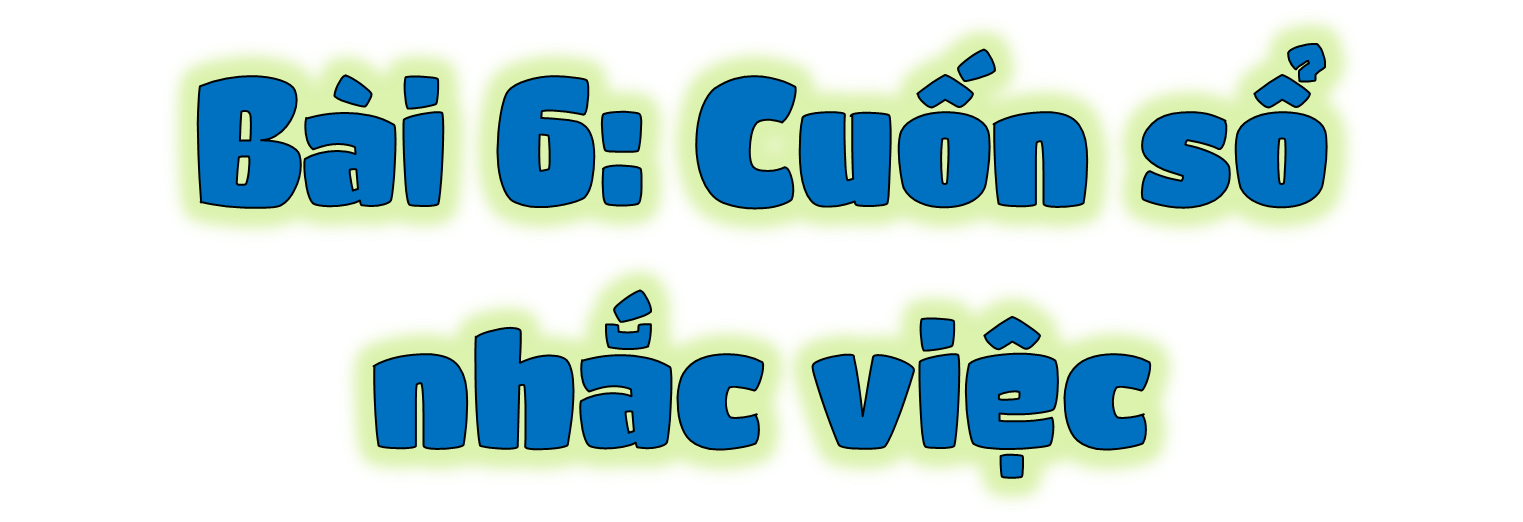 Bài 6: Cuốn sổ
nhắc việc